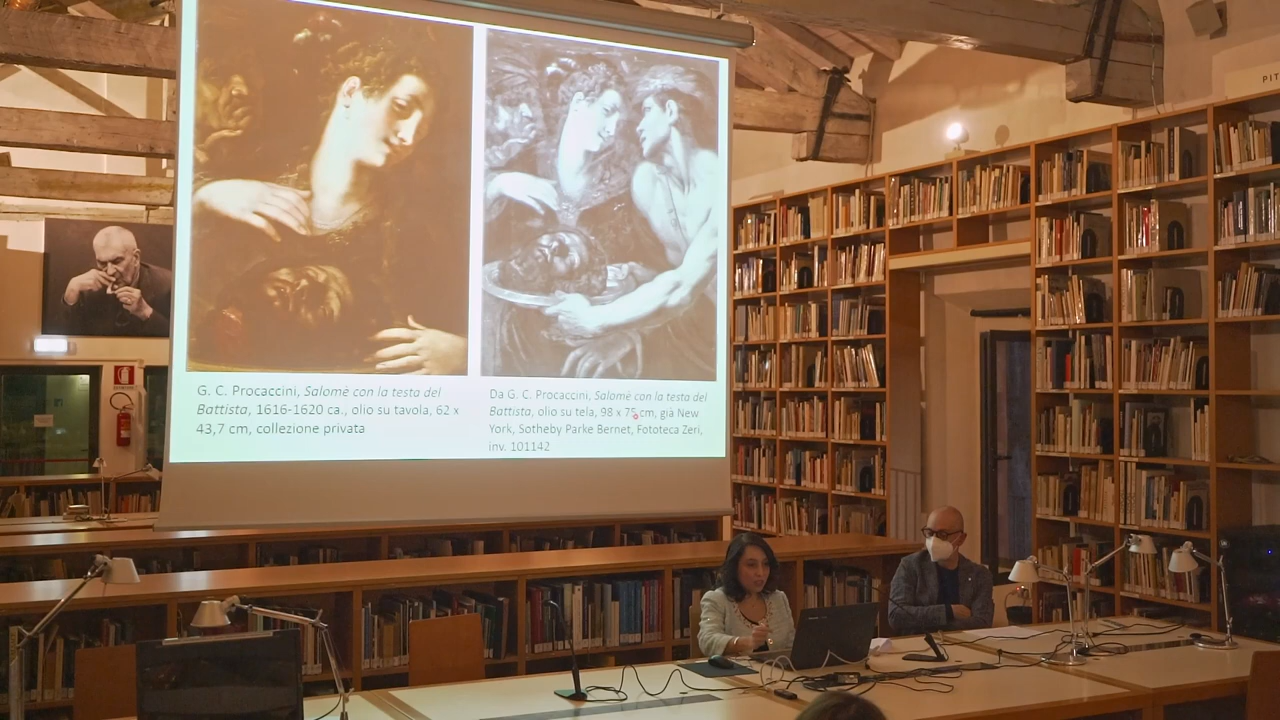 G. C. Procaccini, Salomè con la testa del
Battista, 1616-1620 ca., olio su tavola, 62 x
43,7 cm, collezione privata
Da G. C. Procaccini, Salomè con la testa del
Battista, olio su tela, 98 x 75 cm, già New
York, Sotheby Parke Bernet, Fototeca Zeri,
inv. 101142
PIT